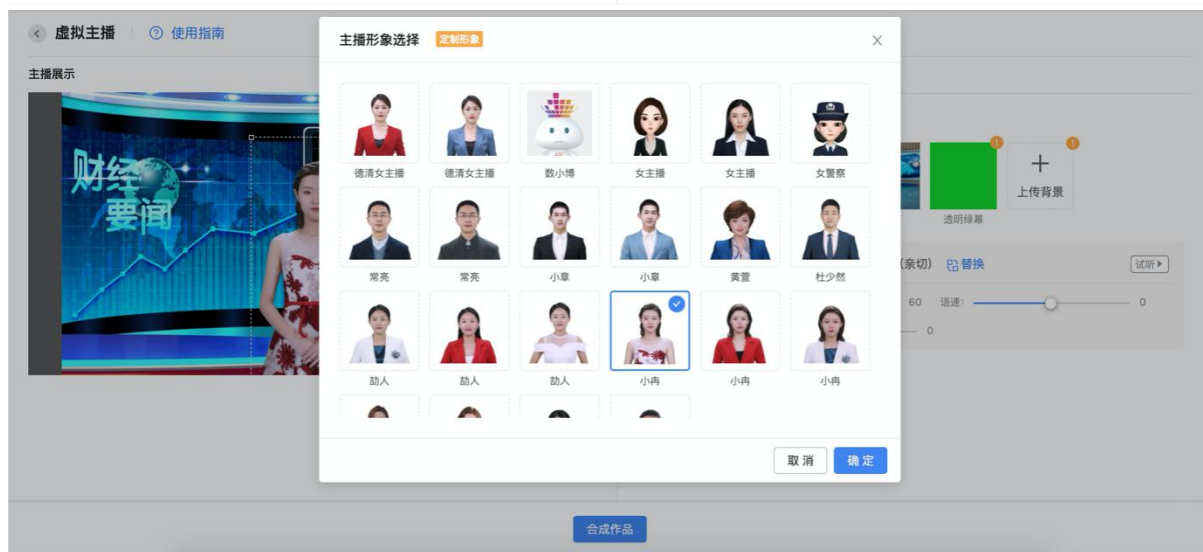 虚拟主播
使用指南
主播展示
财经
要闻
主播形象选择
定制形象
德清女主播
德清女主播
数小博
女主播
女主播
女警察
常亮
常亮
小章
小章
黄萱
杜少然
劼人
劼人
劼人
小冉
小冉
小冉
取消
确定
上传背景
透明绿幕
(亲切)
替换
试听
60
语速:
0
0
合成作品